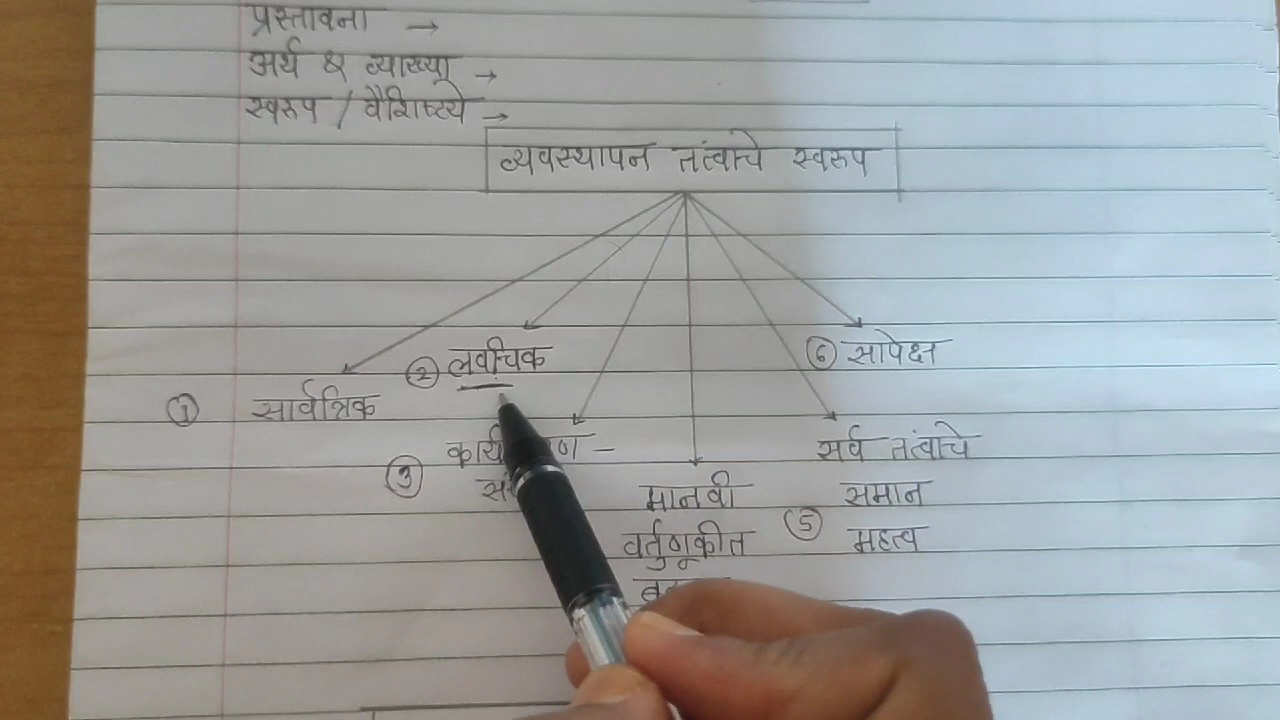 प्रस्तावना →
अर्थ & व्याख्या →
स्वरुप / वैशिष्टये →
व्यवस्थापन तत्वांचे स्वरुप
① सार्वत्रिक
② लवचिक
③
मानवी
वर्तुणूकीत
⑤ सर्व तत्वांचे
समान
महत्व
⑥ सापेक्ष